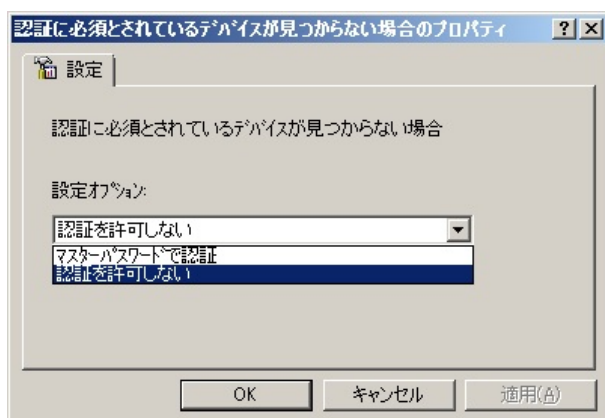 認証に必須とされているデバイスが見つからない場合のプロパティ
設定
認証に必須とされているデバイスが見つからない場合
設定オプション:
認証を許可しない
マスターパスワードで認証
認証を許可しない
OK キャンセル 適用(A)